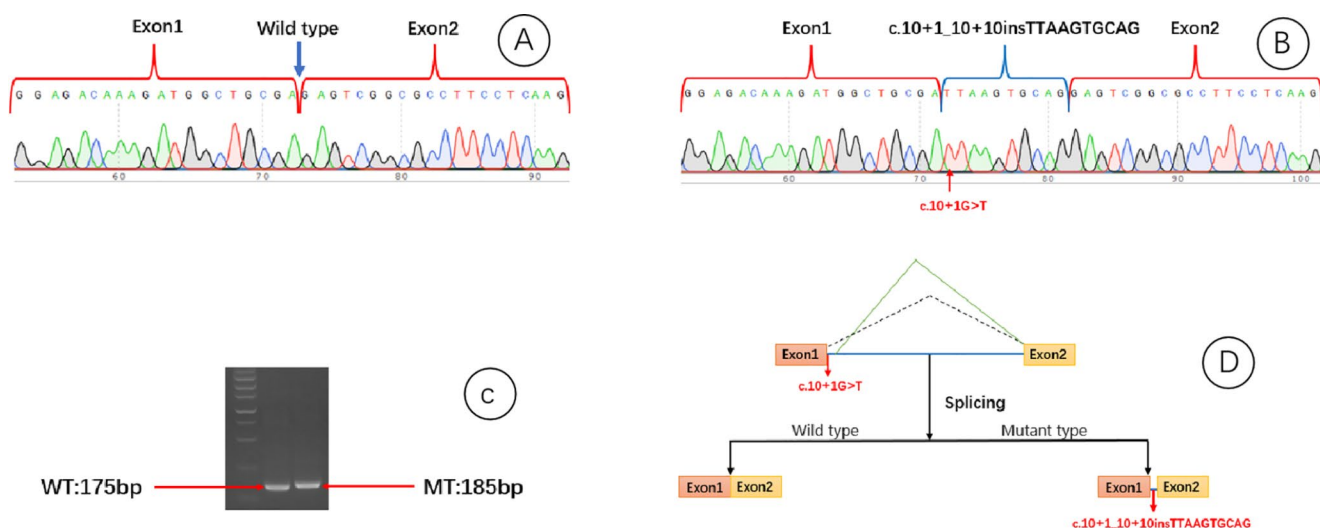 Exon1 Wild type Exon2
A
G G A G A C A A A G A T G G C T G C G A G A G T C G G C G C C T T C C T C A A G
60 70 80 90
Exon1 c.10+1_10+10insTTAAGTGCAG Exon2
B
G G A G A C A A A G A T G G C T G C G A T T A A G T G C A G G A G T C G G C G C C T T C C T C A A G
60 70 80 90 100
c.10+1G>T
c
WT:175bp MT:185bp
D
Exon1 Exon2
c.10+1G>T
Splicing
Wild type Mutant type
Exon1 Exon2 Exon1 Exon2
c.10+1_10+10insTTAAGTGCAG